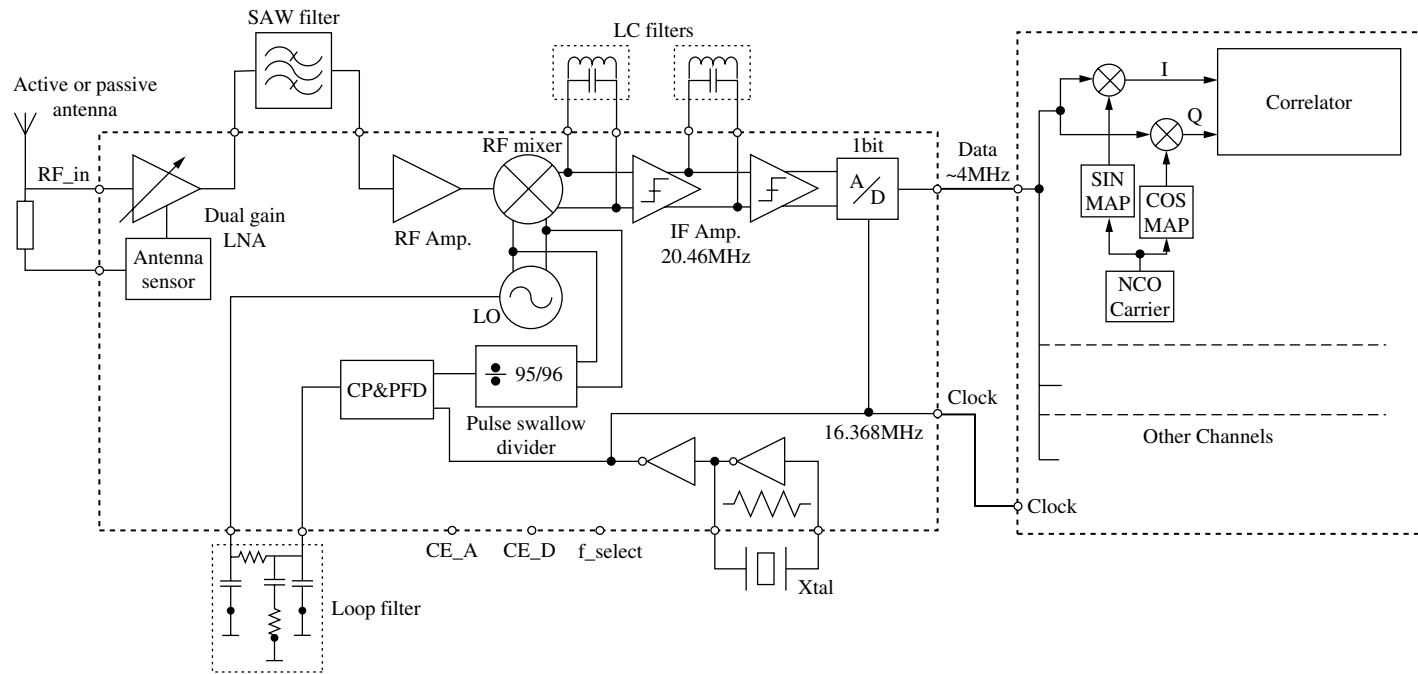 SAW filter
LC filters
Active or passive
antenna
RF_in
Dual gain
LNA
Antenna
sensor
RF Amp.
RF mixer
LO
IF Amp.
20.46MHz
1bit
A/D
Data
~4MHz
I
Q
Correlator
SIN
MAP
COS
MAP
NCO
Carrier
Other Channels
CP&PFD
95/96
Pulse swallow
divider
16.368MHz
Clock
Clock
CE_A
CE_D
f_select
Xtal
Loop filter